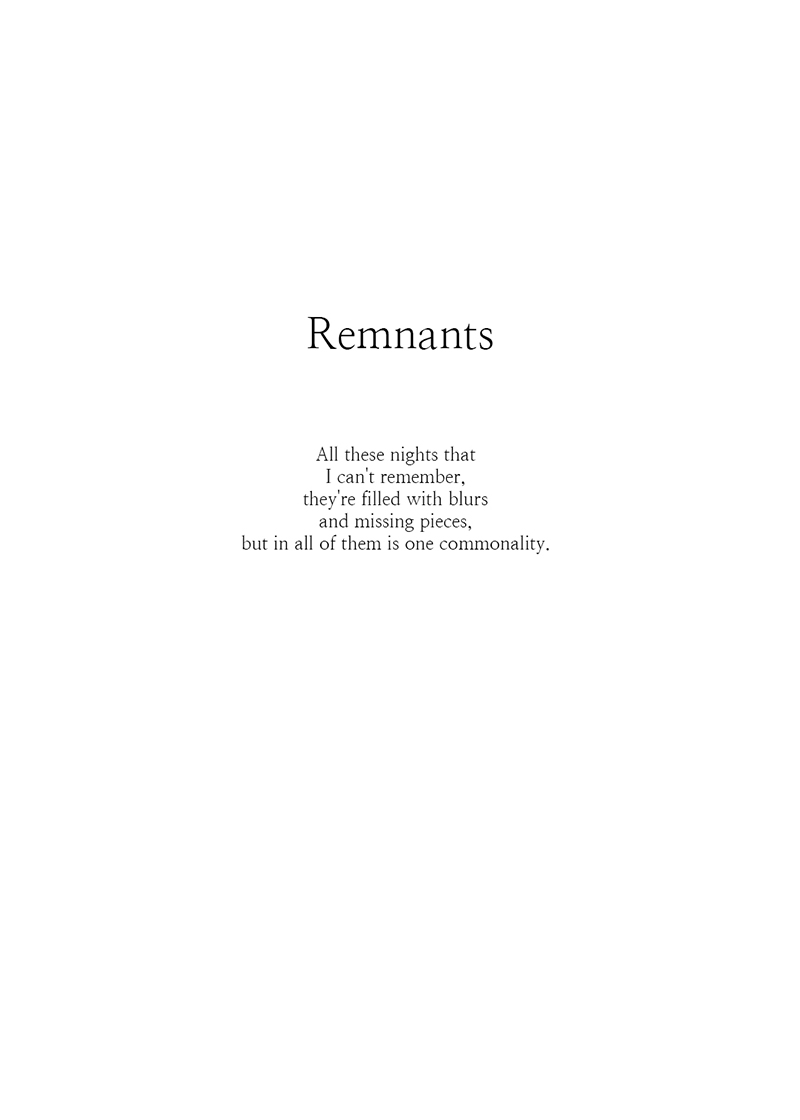 Remnants
All these nights that
I can't remember,
they're filled with blurs
and missing pieces,
but in all of them is one commonality.